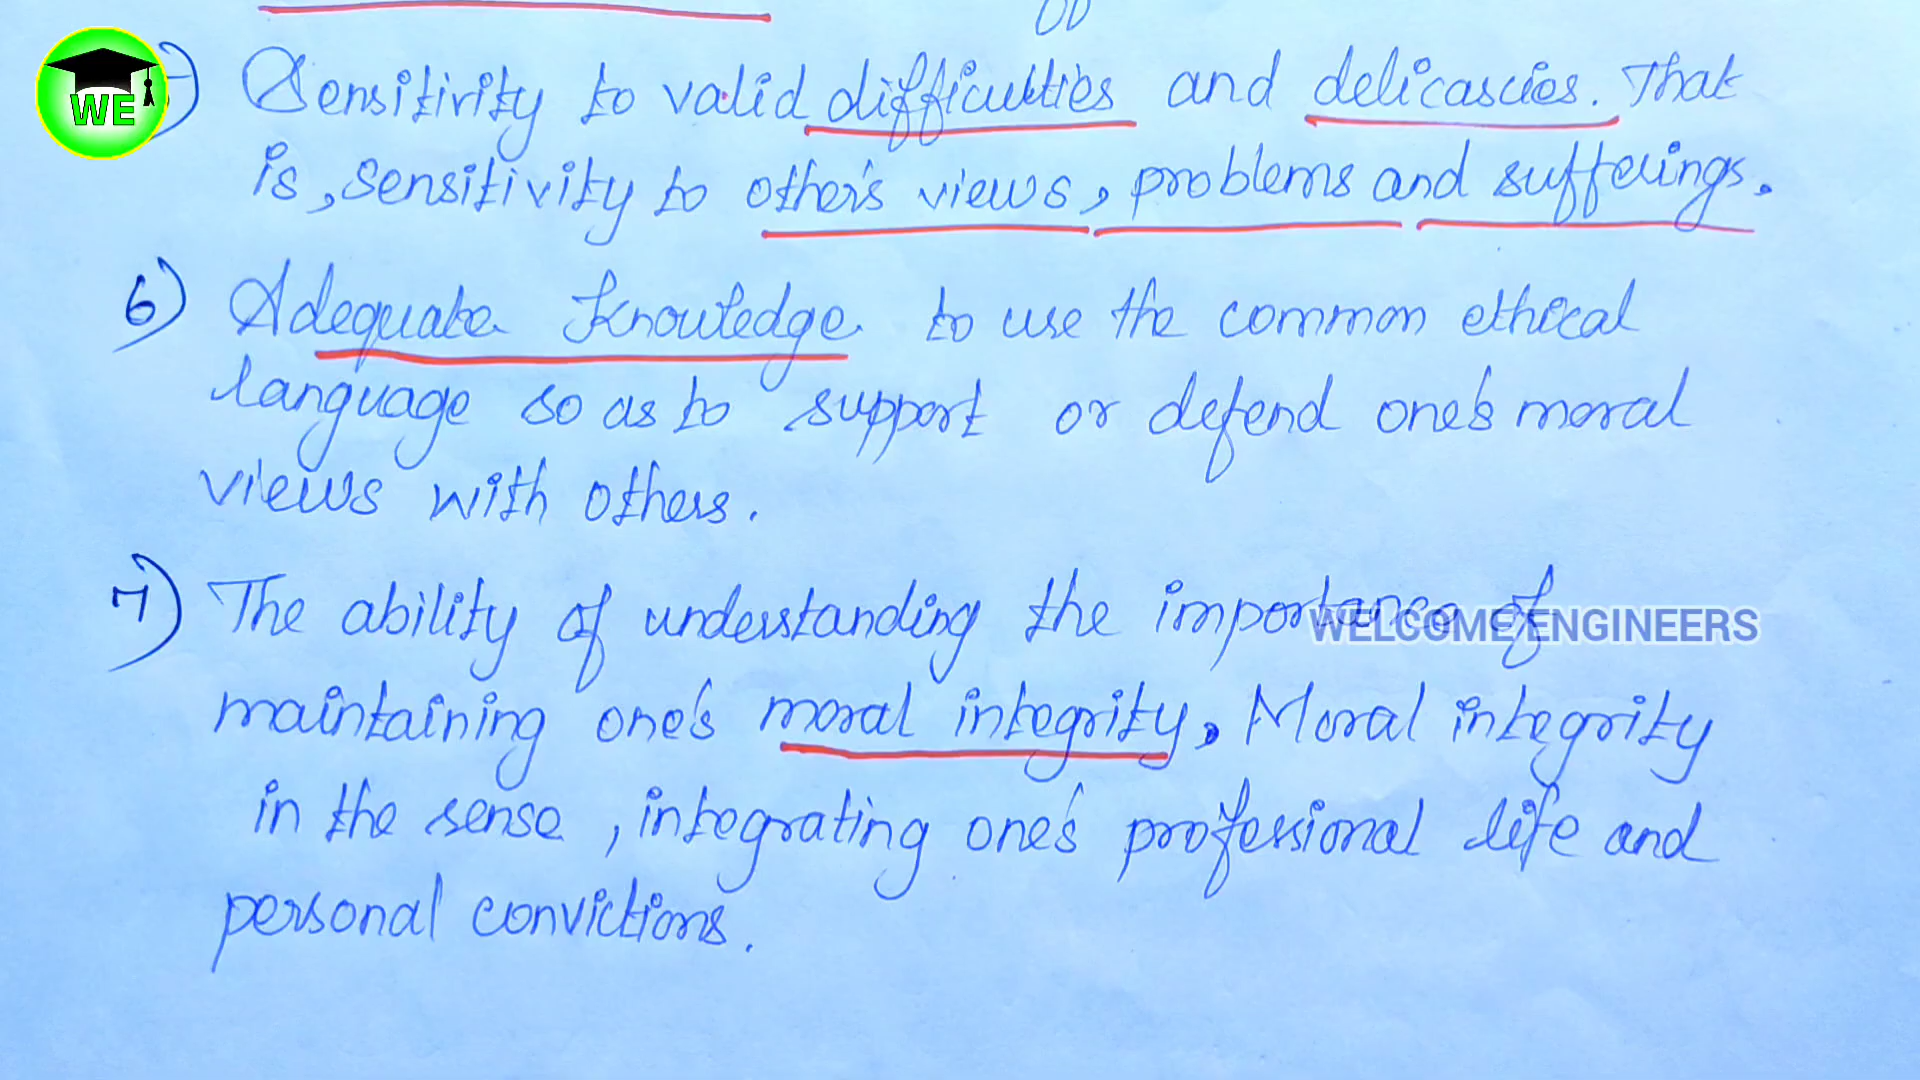 WE ) Sensitivity to valid difficulties and delicascies. That
is, sensitivity to other's views, problems and sufferings.
6) Adequate Knowledge to use the common ethical
language so as to support or defend one's moral
views with others.
7) The ability of understanding the importance of
WELCOME ENGINEERS
maintaining one's moral integrity. Moral integrity
in the sense, integrating one's professional life and
personal convictions.